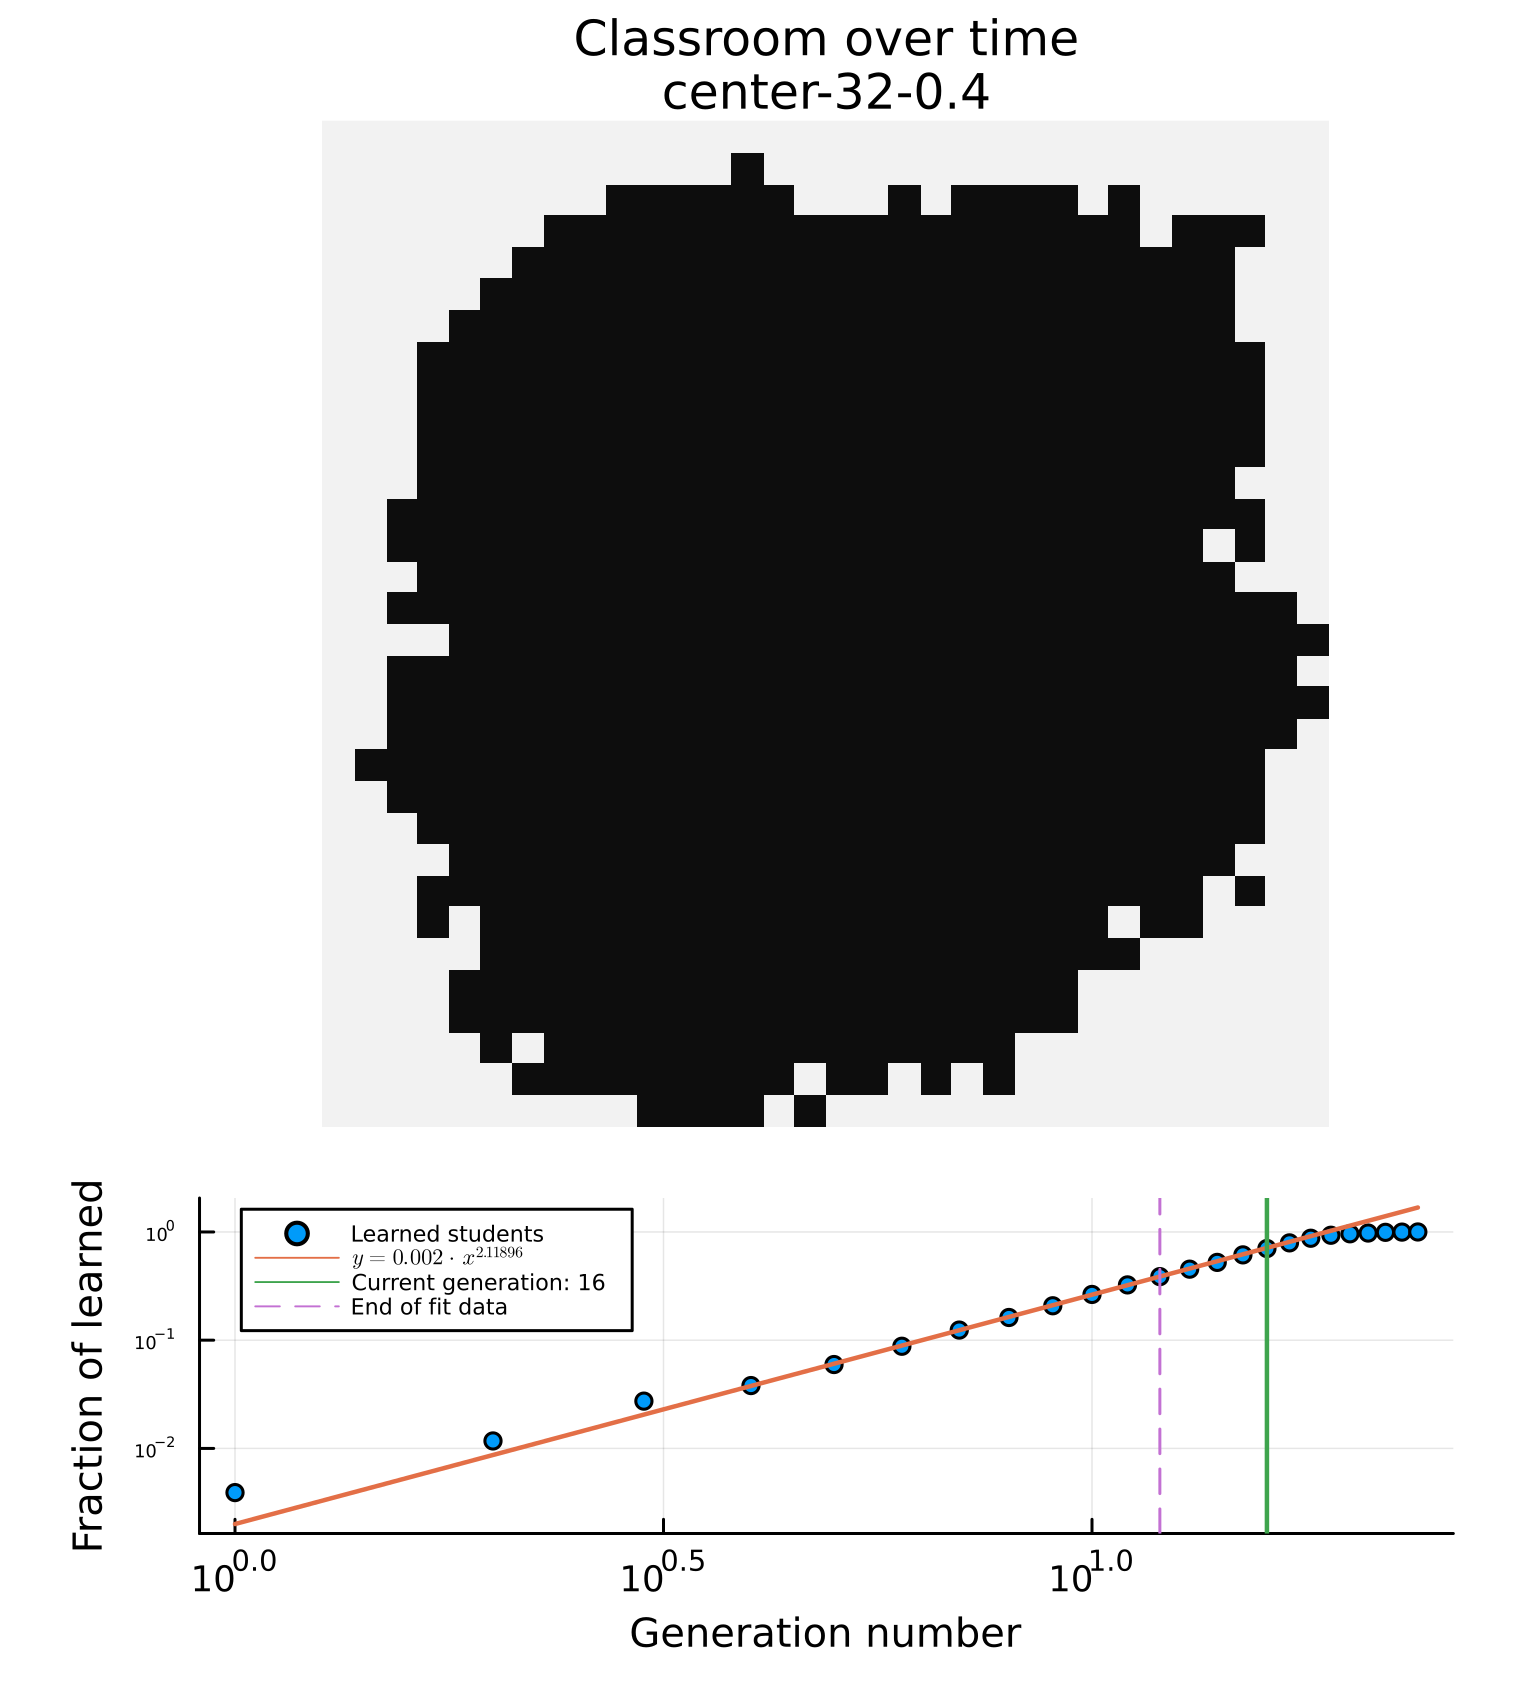 Classroom over time
center-32-0.4
Fraction of learned
10⁰
10⁻¹
10⁻²
Learned students
y = 0.002 · x^2.11896
Current generation: 16
End of fit data
10^0.0
10^0.5
10^1.0
Generation number